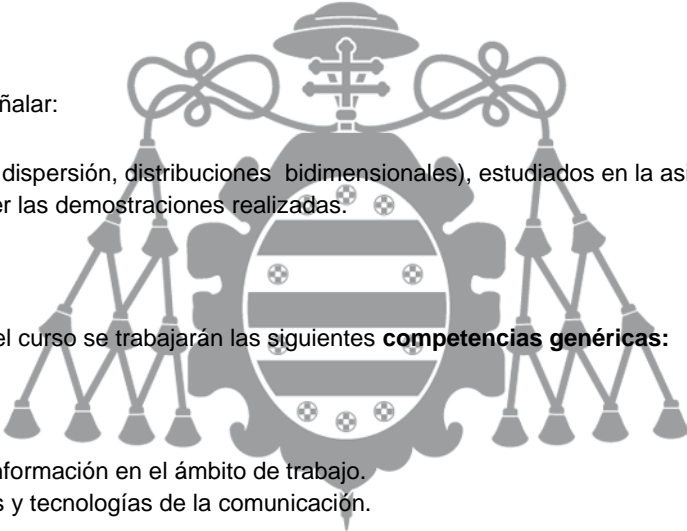 ñalar:
dispersión, distribuciones bidimensionales), estudiados en la asi
er las demostraciones realizadas.
el curso se trabajarán las siguientes competencias genéricas:
nformación en el ámbito de trabajo.
s y tecnologías de la comunicación.